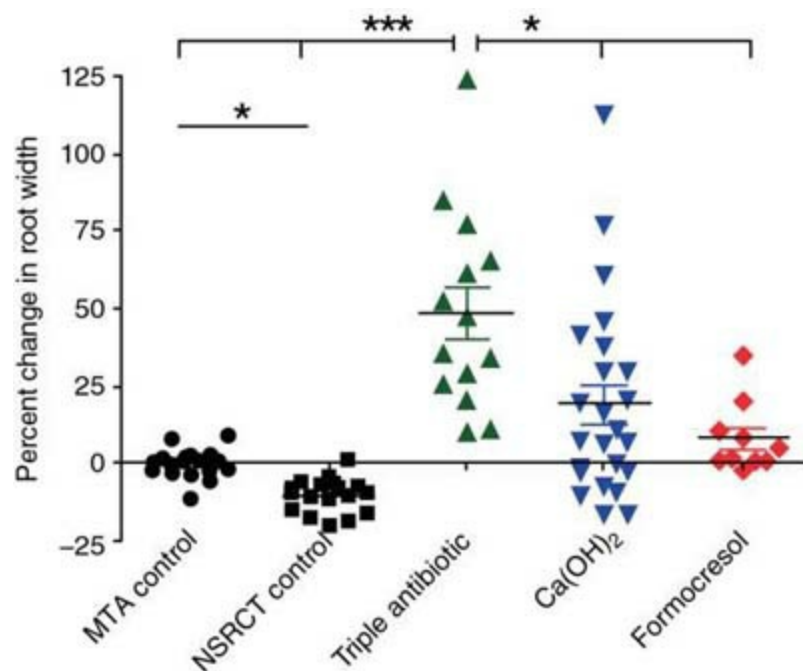 *** *
125
*
100
75
50
25
0
−25
Percent change in root width
MTA control
NSRCT control
Triple antibiotic
Ca(OH)₂
Formocresol